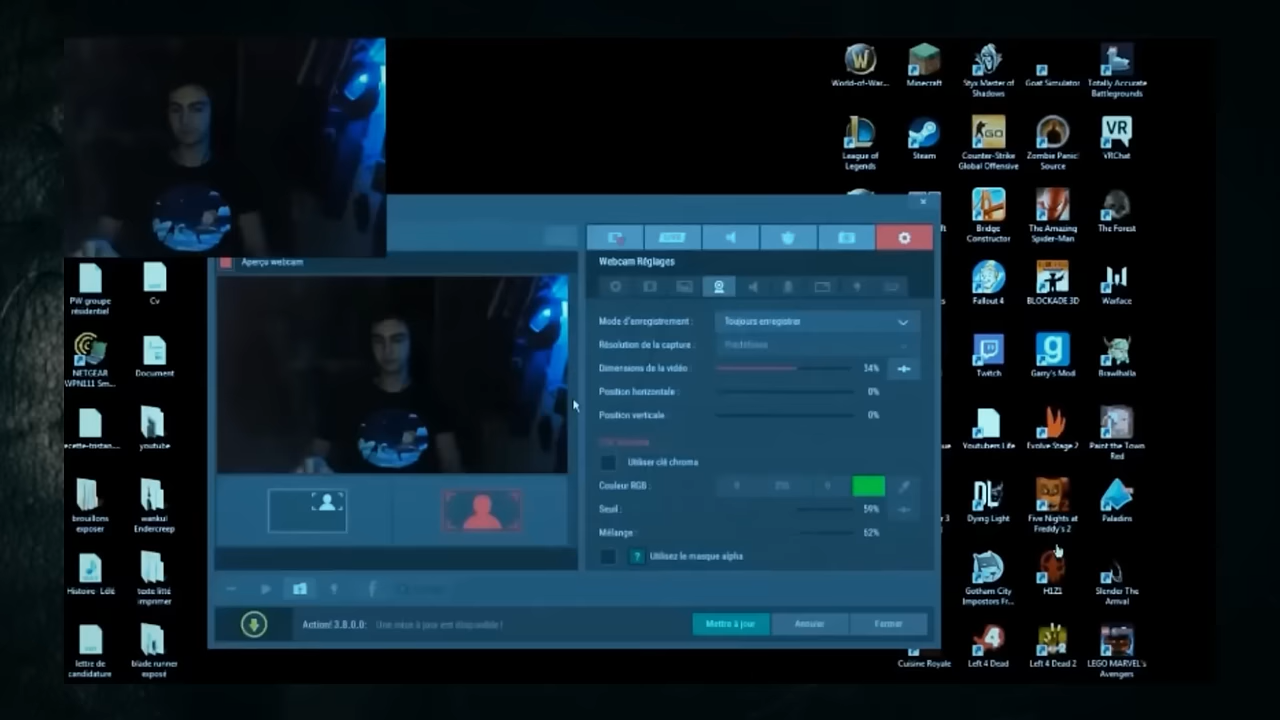 World-of-War...
Minecraft
Styx Master of
Shadows
Goat Simulator
Totally Accurate
Battlegrounds
League of
Legends
Steam
GO
Counter-Strike
Global Offensive
Zombie Panic!
Source
VR
VRChat
Bridge
Constructor
The Amazing
Spider-Man
The Forest
Fallout 4
BLOCKADE 3D
Warface
Twitch
Garry's Mod
Brawlhalla
Youtubers Life
Evolve Stage 2
Paint the Town
Red
DL
Dying Light
Five Nights at
Freddy's 2
Paladins
Gotham City
Impostors Fr...
H1Z1
Slender The
Arrival
Cuisine Royale
Left 4 Dead
Left 4 Dead 2
LEGO MARVEL's
Avengers
PW groupe
résidentiel
Cv
NETGEAR
WPN111 Sm...
Document
youtube
brouillons
exposer
wankul
Endercreep
texte litté
imprimer
lettre de
candidature
blade runner
exposé
Aperçu webcam
LIVE
Webcam Réglages
Mode d'enregistrement :
Toujours enregistrer
Résolution de la capture :
Dimensions de la vidéo :
34%
Position horizontale :
0%
Position verticale :
0%
Utiliser clé chroma
Couleur RGB :
Seuil :
59%
Mélange :
62%
?
Utilisez le masque alpha
Action! 3.8.0.0:
Une mise à jour est disponible !
Mettre à jour
Annuler
Fermer